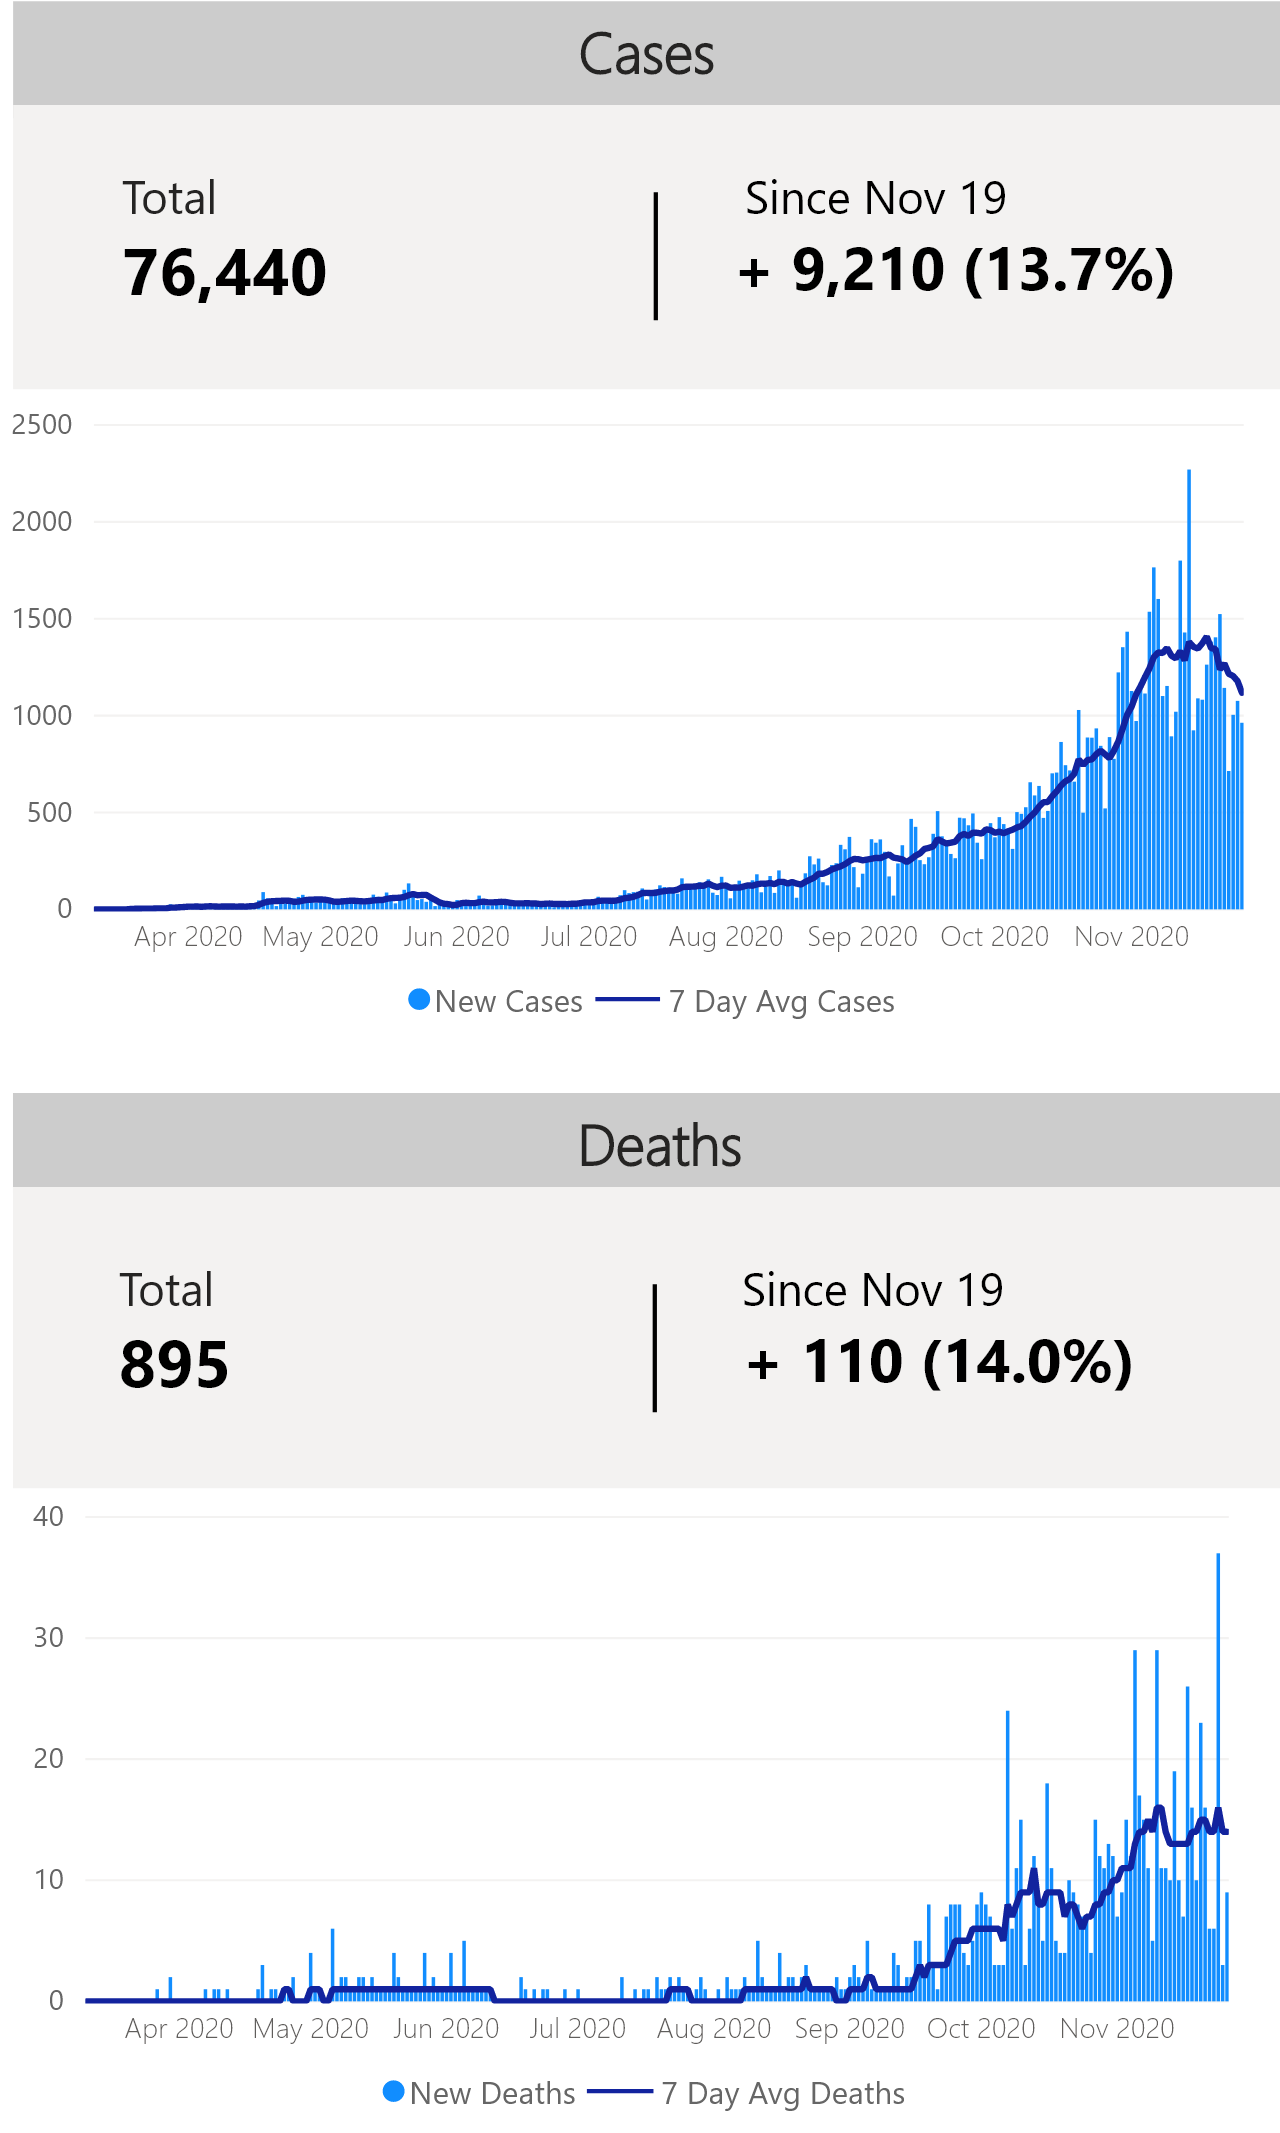 Cases
Total
Since Nov 19
76,440
+ 9,210 (13.7%)
2500
2000
1500
1000
500
0
Apr 2020 May 2020 Jun 2020 Jul 2020 Aug 2020 Sep 2020 Oct 2020 Nov 2020
New Cases 7 Day Avg Cases
Deaths
Total
Since Nov 19
895
+ 110 (14.0%)
40
30
20
10
0
Apr 2020 May 2020 Jun 2020 Jul 2020 Aug 2020 Sep 2020 Oct 2020 Nov 2020
New Deaths 7 Day Avg Deaths